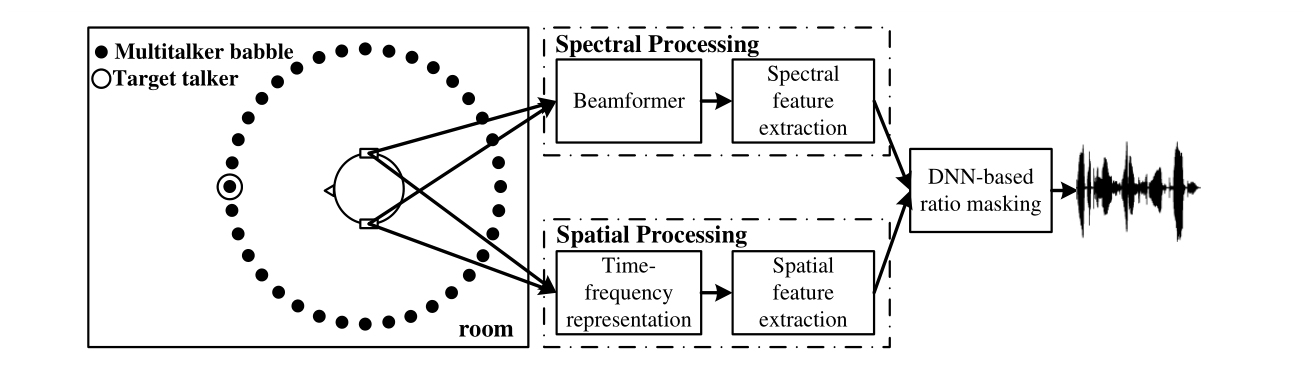 Multitalker babble
Target talker
room
Spectral Processing
Beamformer
Spectral
feature
extraction
Spatial Processing
Time-
frequency
representation
Spatial
feature
extraction
DNN-based
ratio masking